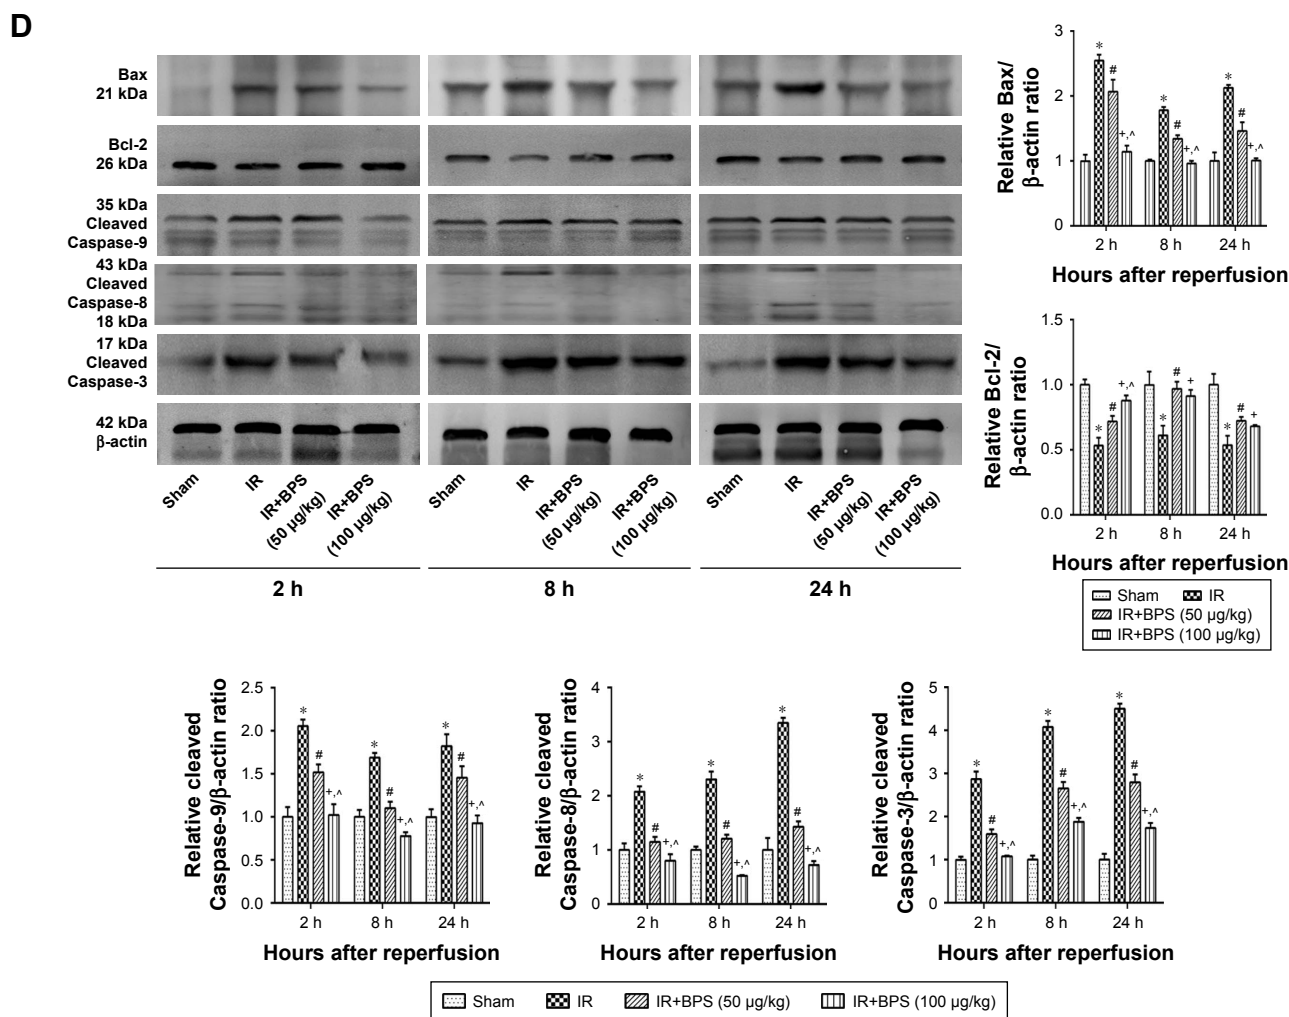 D
Bax
21 kDa
Bcl-2
26 kDa
35 kDa
Cleaved
Caspase-9
43 kDa
Cleaved
Caspase-8
18 kDa
17 kDa
Cleaved
Caspase-3
42 kDa
β-actin
Sham
IR
IR+BPS
(50 µg/kg)
IR+BPS
(100 µg/kg)
Sham
IR
IR+BPS
(50 µg/kg)
IR+BPS
(100 µg/kg)
Sham
IR
IR+BPS
(50 µg/kg)
IR+BPS
(100 µg/kg)
2 h
8 h
24 h
Relative Bax/
β-actin ratio
3
2
1
0
* # +,^
* # +,^
* # +,^
2 h 8 h 24 h
Hours after reperfusion
Relative Bcl-2/
β-actin ratio
1.5
1.0
0.5
0.0
* # +,^
* # +
* # +
2 h 8 h 24 h
Hours after reperfusion
Sham IR
IR+BPS (50 µg/kg)
IR+BPS (100 µg/kg)
Relative cleaved
Caspase-9/β-actin ratio
2.5
2.0
1.5
1.0
0.5
0.0
* # +,^
* # +,^
* # +,^
2 h 8 h 24 h
Hours after reperfusion
Relative cleaved
Caspase-8/β-actin ratio
4
3
2
1
0
* # +,^
* # +,^
* # +,^
2 h 8 h 24 h
Hours after reperfusion
Relative cleaved
Caspase-3/β-actin ratio
5
4
3
2
1
0
* # +,^
* # +,^
* # +,^
2 h 8 h 24 h
Hours after reperfusion
Sham IR IR+BPS (50 µg/kg) IR+BPS (100 µg/kg)